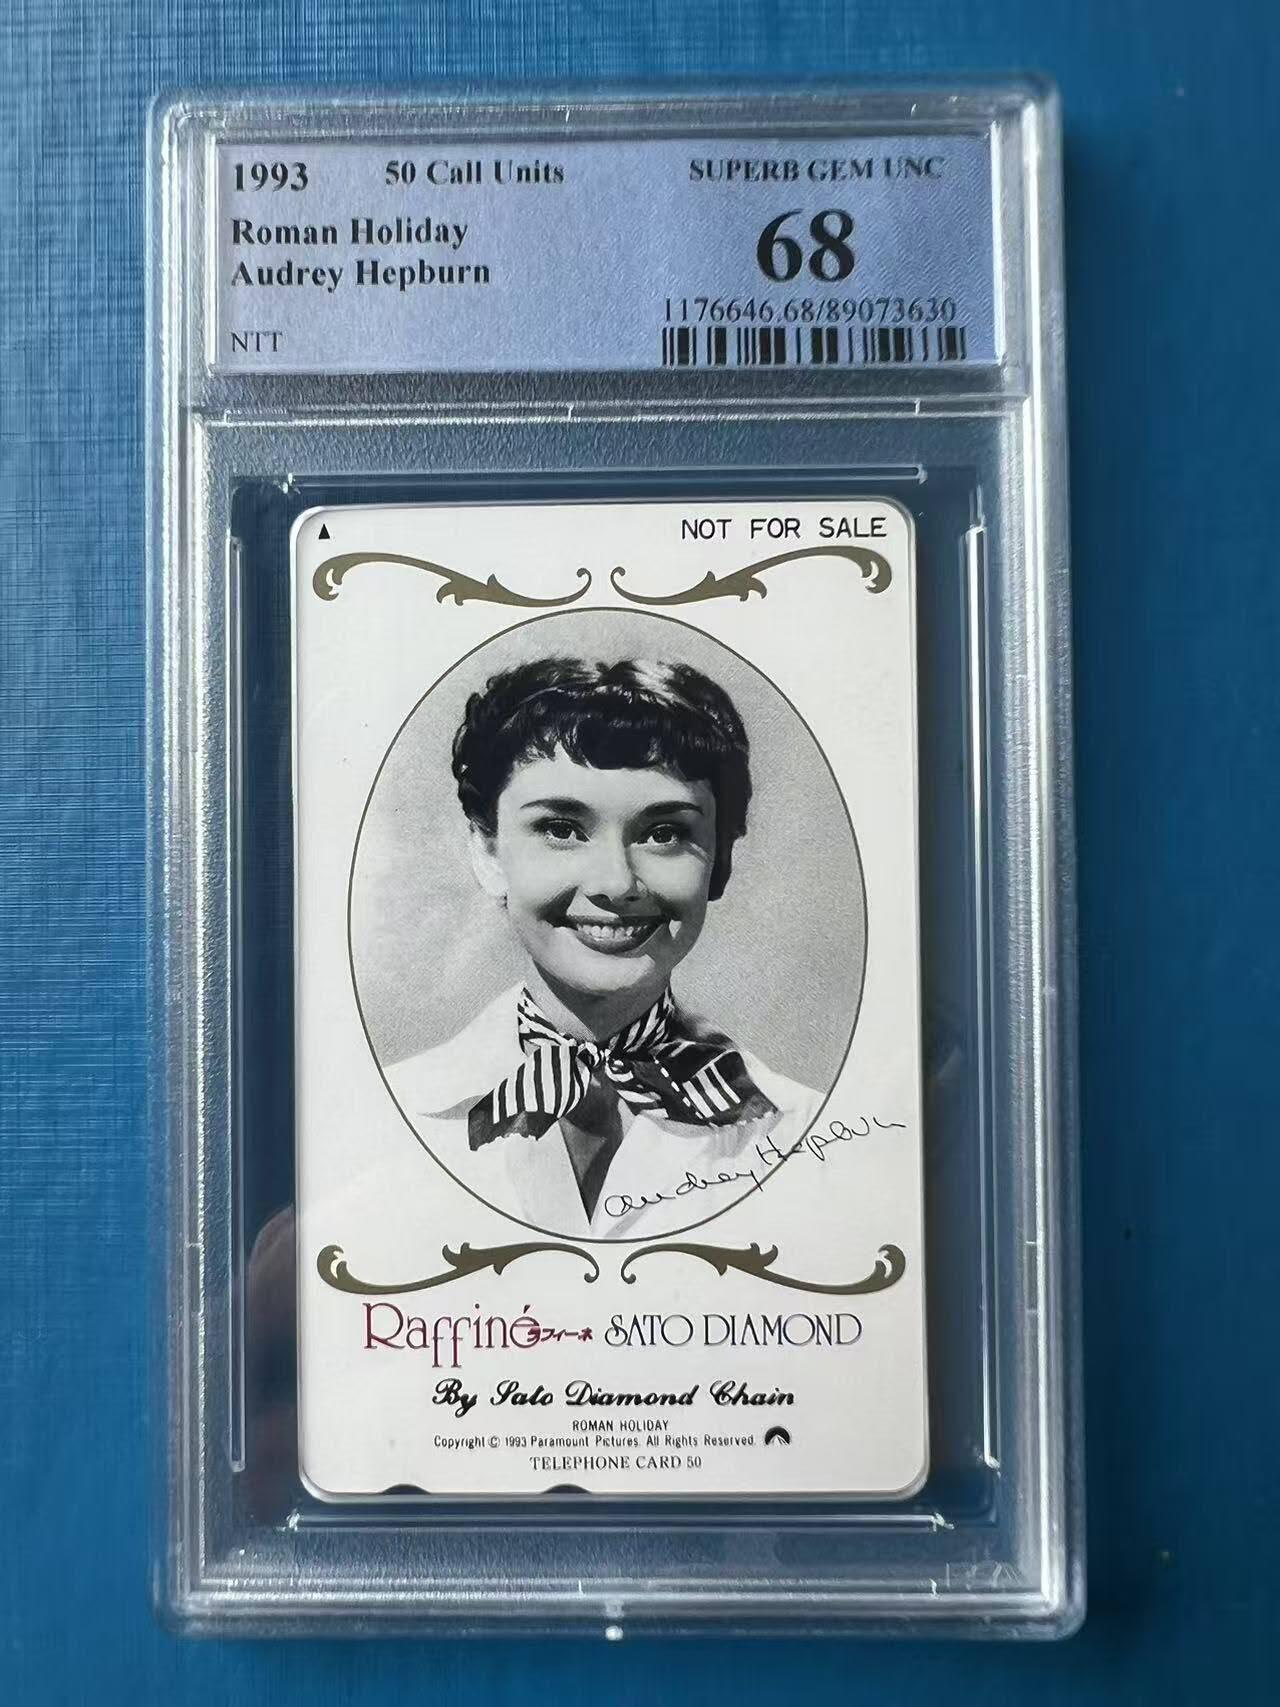 1993 50 Call Units SUPERB GEM UNC
Roman Holiday 68
Audrey Hepburn
1176646.68/89073630
NTT
NOT FOR SALE
Audrey Hepburn
Raffiné ラフィーネ SATO DIAMOND
By Sato Diamond Chain
ROMAN HOLIDAY
Copyright © 1993 Paramount Pictures. All Rights Reserved.
TELEPHONE CARD 50